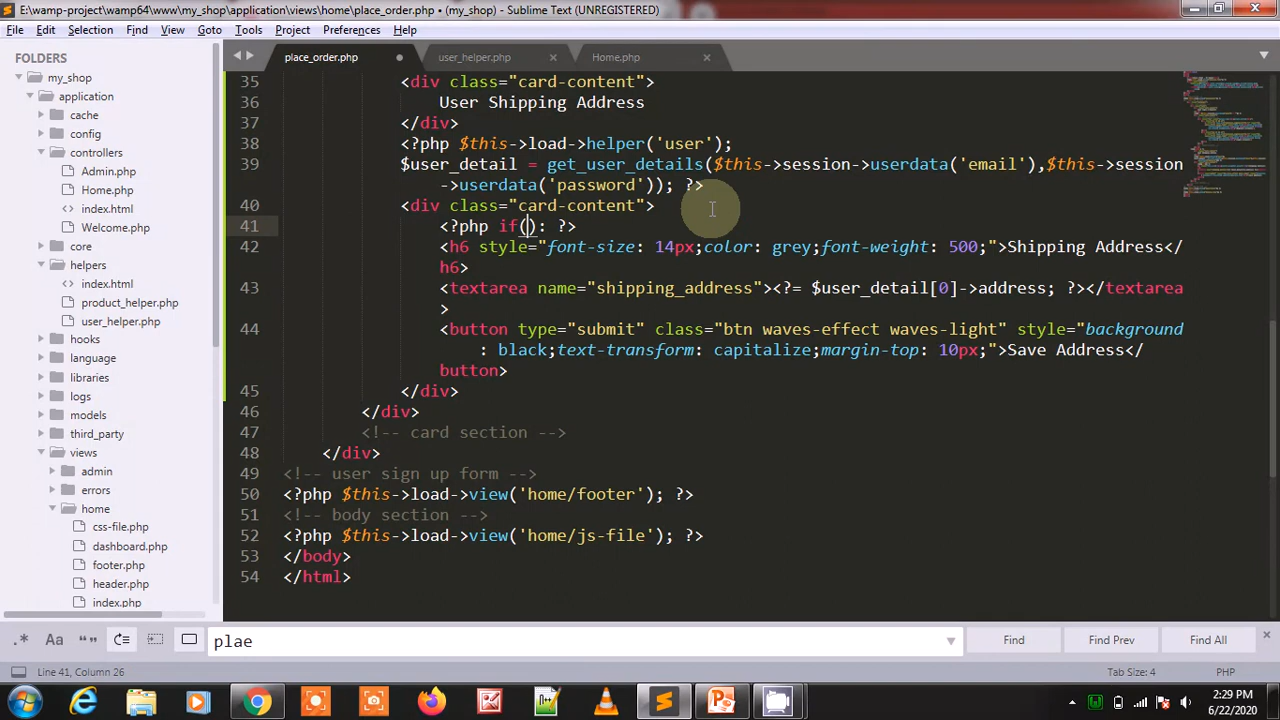 E:\wamp-project\wamp64\www\my_shop\application\views\home\place_order.php • (my_shop) - Sublime Text (UNREGISTERED)
File Edit Selection Find View Goto Tools Project Preferences Help
FOLDERS
my_shop
application
cache
config
controllers
Admin.php
Home.php
index.html
Welcome.php
core
helpers
index.html
product_helper.php
user_helper.php
hooks
language
libraries
logs
models
third_party
views
admin
errors
home
css-file.php
dashboard.php
footer.php
header.php
index.php
place_order.php user_helper.php Home.php
35 <div class="card-content">
36 User Shipping Address
37 </div>
38 <?php $this->load->helper('user');
39 $user_detail = get_user_details($this->session->userdata('email'),$this->session
->userdata('password')); ?>
40 <div class="card-content">
41 <?php if(): ?>
42 <h6 style="font-size: 14px;color: grey;font-weight: 500;">Shipping Address</
h6>
43 <textarea name="shipping_address"><?= $user_detail[0]->address; ?></textarea
>
44 <button type="submit" class="btn waves-effect waves-light" style="background
: black;text-transform: capitalize;margin-top: 10px;">Save Address</
button>
45 </div>
46 </div>
47 <!-- card section -->
48 </div>
49 <!-- user sign up form -->
50 <?php $this->load->view('home/footer'); ?>
51 <!-- body section -->
52 <?php $this->load->view('home/js-file'); ?>
53 </body>
54 </html>
.* Aa “ ” plae Find Find Prev Find All
Line 41, Column 26 Tab Size: 4 PHP
2:29 PM
6/22/2020